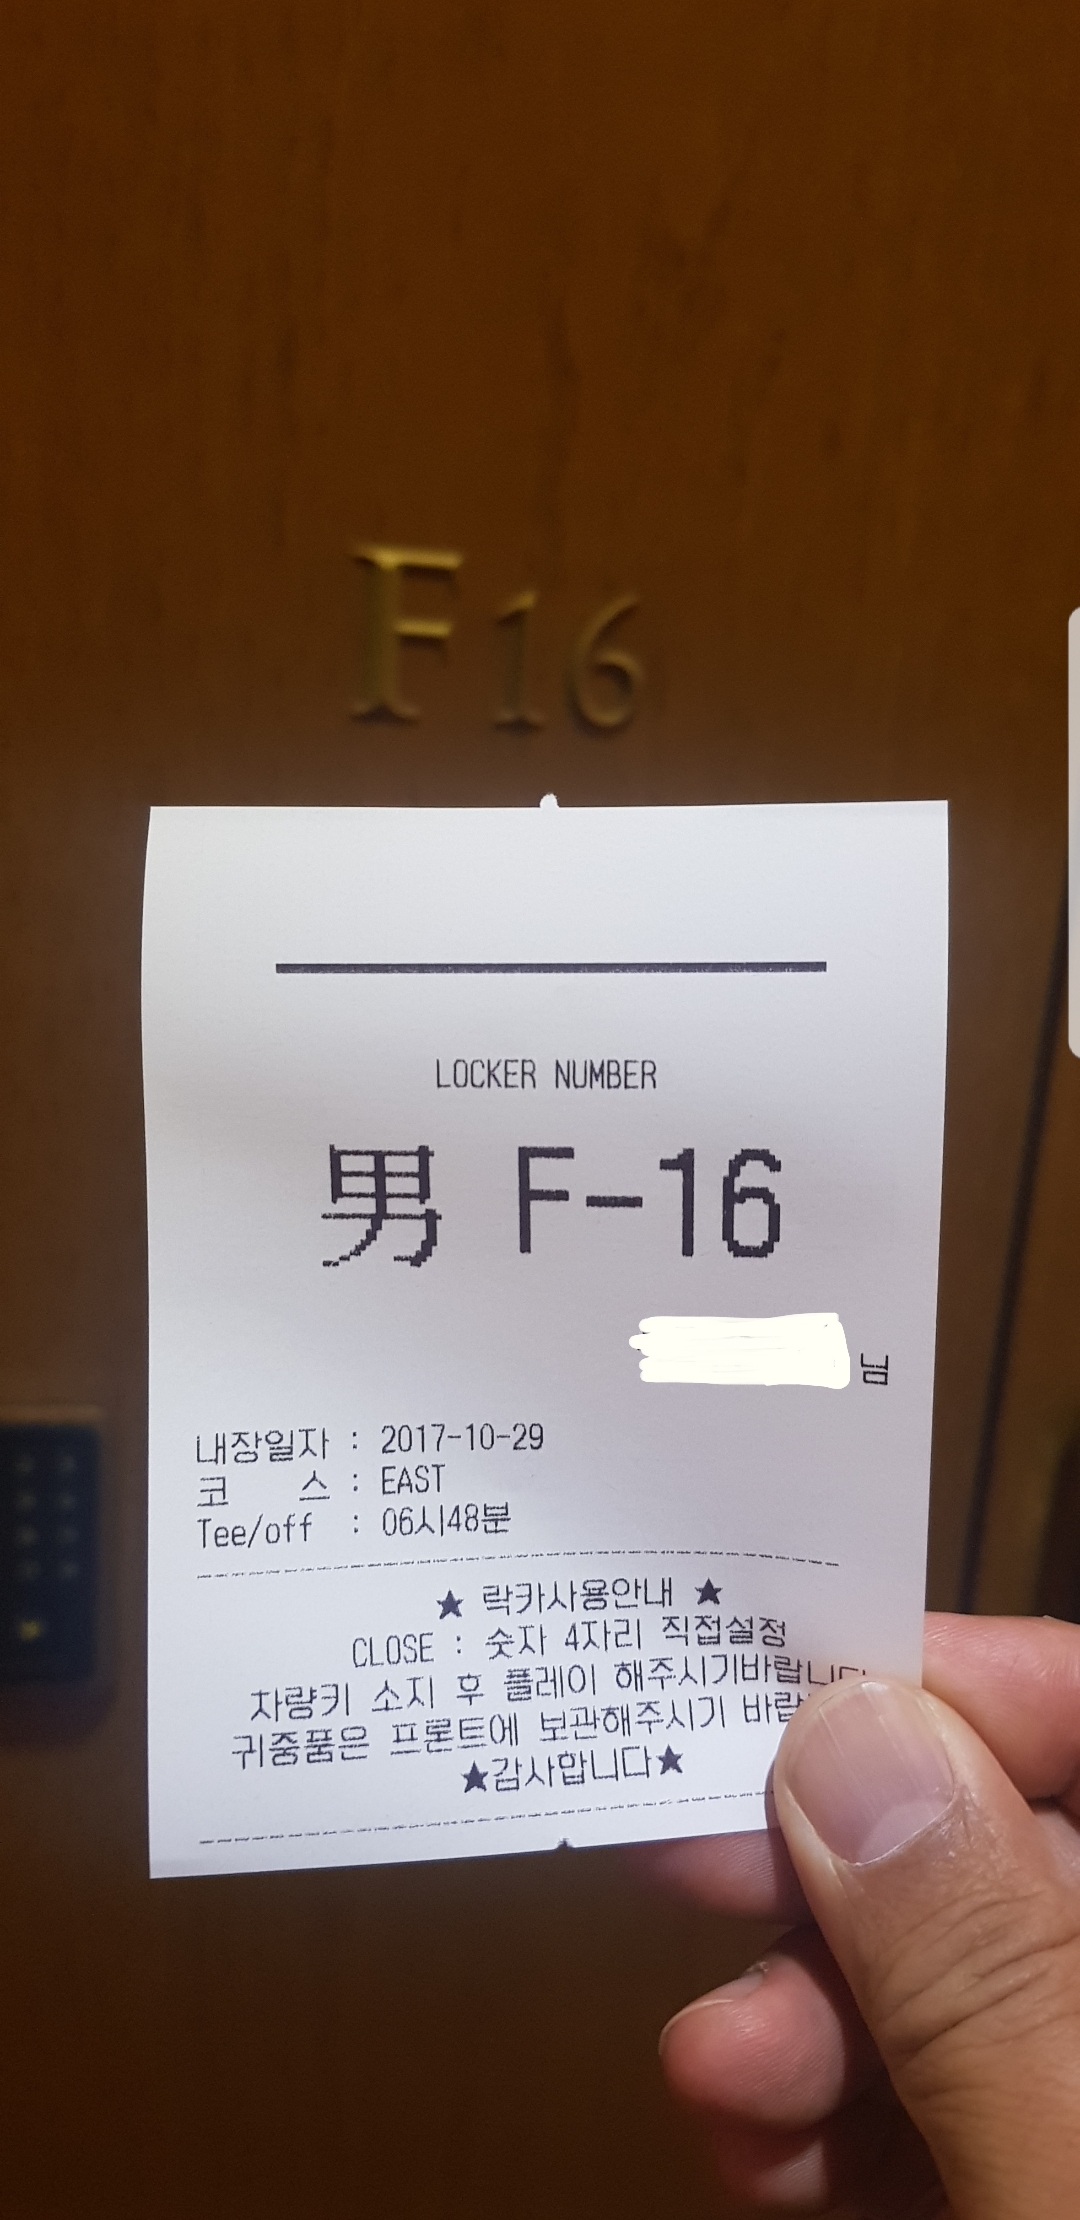 F16
LOCKER NUMBER
男 F-16
님
내장일자 : 2017-10-29
코 스 : EAST
Tee/off : 06시48분
★ 락카사용안내 ★
CLOSE : 숫자 4자리 직접설정
차량키 소지 후 플레이 해주시기바랍니다
귀중품은 프론트에 보관해주시기 바랍
★감사합니다★